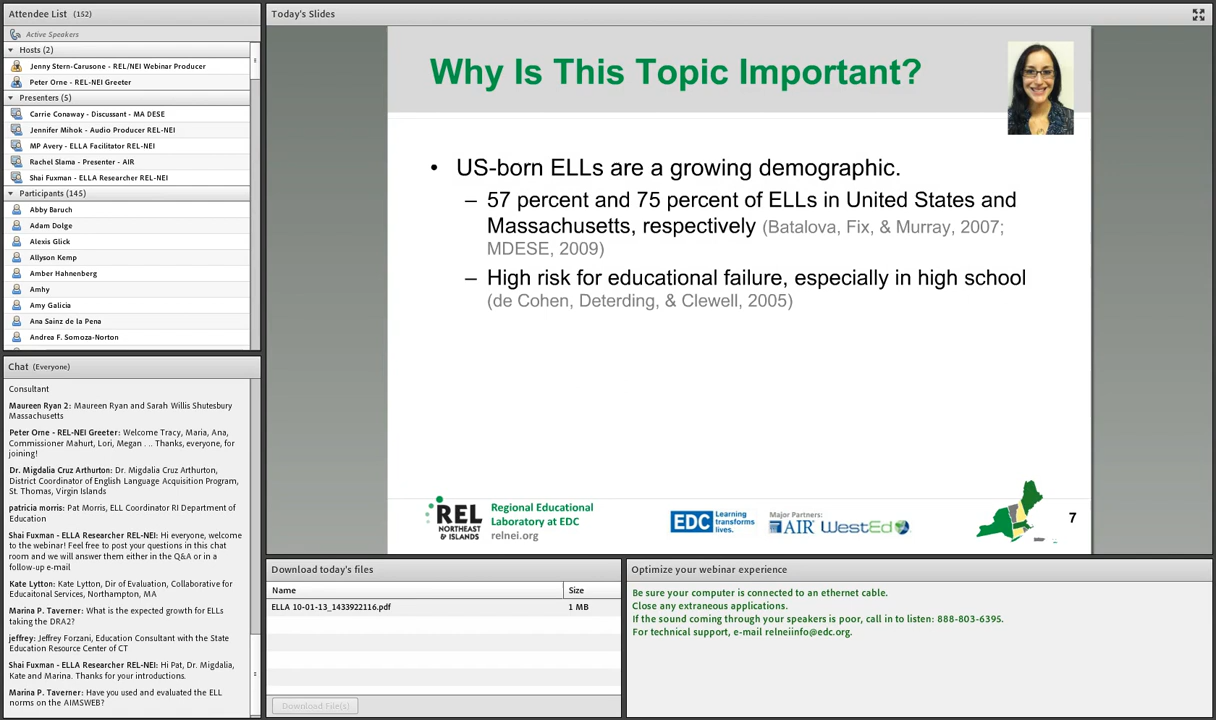 Attendee List (152)
Active Speakers
Hosts (2)
Jenny Stern-Carusone - REL/NEI Webinar Producer
Peter Orne - REL-NEI Greeter
Presenters (5)
Carrie Conaway - Discussant - MA DESE
Jennifer Mihok - Audio Producer REL-NEI
MP Avery - ELLA Facilitator REL-NEI
Rachel Slama - Presenter - AIR
Shai Fuxman - ELLA Researcher REL-NEI
Participants (145)
Abby Baruch
Adam Dolge
Alexis Glick
Allyson Kemp
Amber Hahnenberg
Amhy
Amy Galicia
Ana Sainz de la Pena
Andrea F. Somoza-Norton
Chat (Everyone)
Consultant
Maureen Ryan 2: Maureen Ryan and Sarah Willis Shutesbury
Massachusetts
Peter Orne - REL-NEI Greeter: Welcome Tracy, Maria, Ana,
Commissioner Mahurt, Lori, Megan . .. Thanks, everyone, for
joining!
Dr. Migdalia Cruz Arthurton: Dr. Migdalia Cruz Arthurton,
District Coordinator of English Language Acquisition Program,
St. Thomas, Virgin Islands
patricia morris: Pat Morris, ELL Coordinator RI Department of
Education
Shai Fuxman - ELLA Researcher REL-NEI: Hi everyone, welcome
to the webinar! Feel free to post your questions in this chat
room and we will answer them either in the Q&A or in a
follow-up e-mail
Kate Lytton: Kate Lytton, Dir of Evaluation, Collaborative for
Educaitonal Services, Northampton, MA
Marina P. Taverner: What is the expected growth for ELLs
taking the DRA2?
jeffrey: Jeffrey Forzani, Education Consultant with the State
Education Resource Center of CT
Shai Fuxman - ELLA Researcher REL-NEI: Hi Pat, Dr. Migdalia,
Kate and Marina. Thanks for your introductions.
Marina P. Taverner: Have you used and evaluated the ELL
norms on the AIMSWEB?
Today's Slides
Why Is This Topic Important?
• US-born ELLs are a growing demographic.
– 57 percent and 75 percent of ELLs in United States and
Massachusetts, respectively (Batalova, Fix, & Murray, 2007;
MDESE, 2009)
– High risk for educational failure, especially in high school
(de Cohen, Deterding, & Clewell, 2005)
REL
NORTHEAST
& ISLANDS
Regional Educational
Laboratory at EDC
relnei.org
EDC Learning
transforms
lives.
Major Partners:
AIR WestEd
7
Download today's files
Name Size
ELLA 10-01-13_1433922116.pdf 1 MB
Download File(s)
Optimize your webinar experience
Be sure your computer is connected to an ethernet cable.
Close any extraneous applications.
If the sound coming through your speakers is poor, call in to listen: 888-803-6395.
For technical support, e-mail relneiinfo@edc.org.